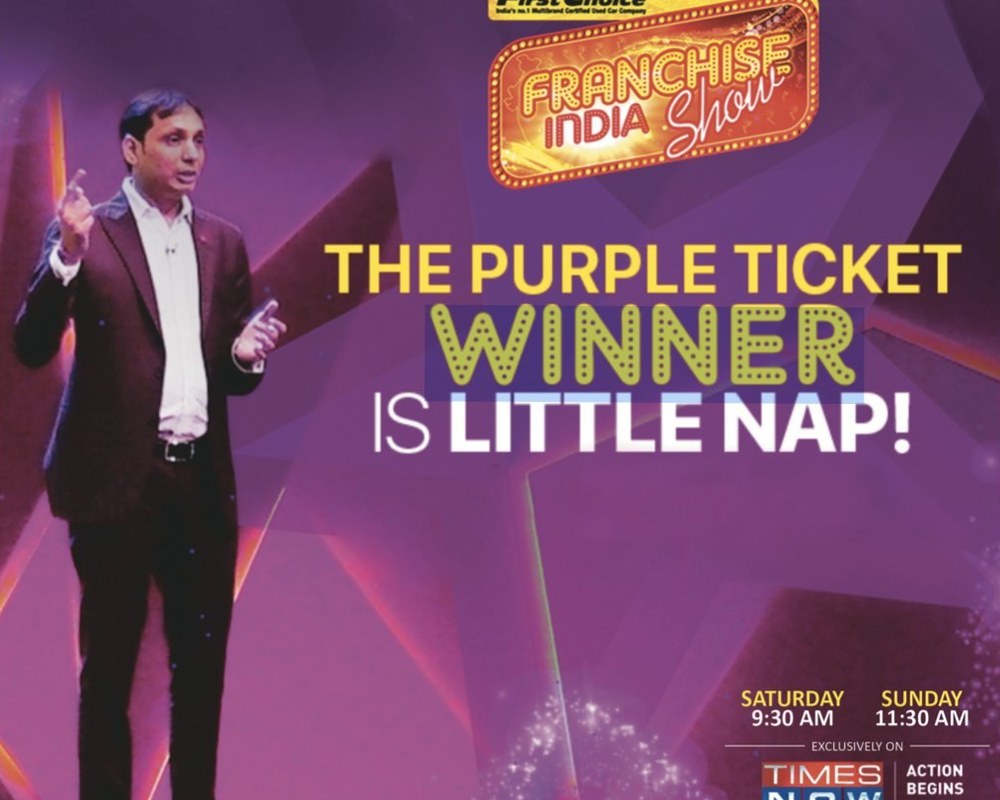 First Choice
India's no.1 Multibrand Certified Used Car Company
FRANCHISE
INDIA Show
THE PURPLE TICKET
WINNER
IS LITTLE NAP!
SATURDAY SUNDAY
9:30 AM 11:30 AM
EXCLUSIVELY ON
TIMES
NOW
ACTION
BEGINS